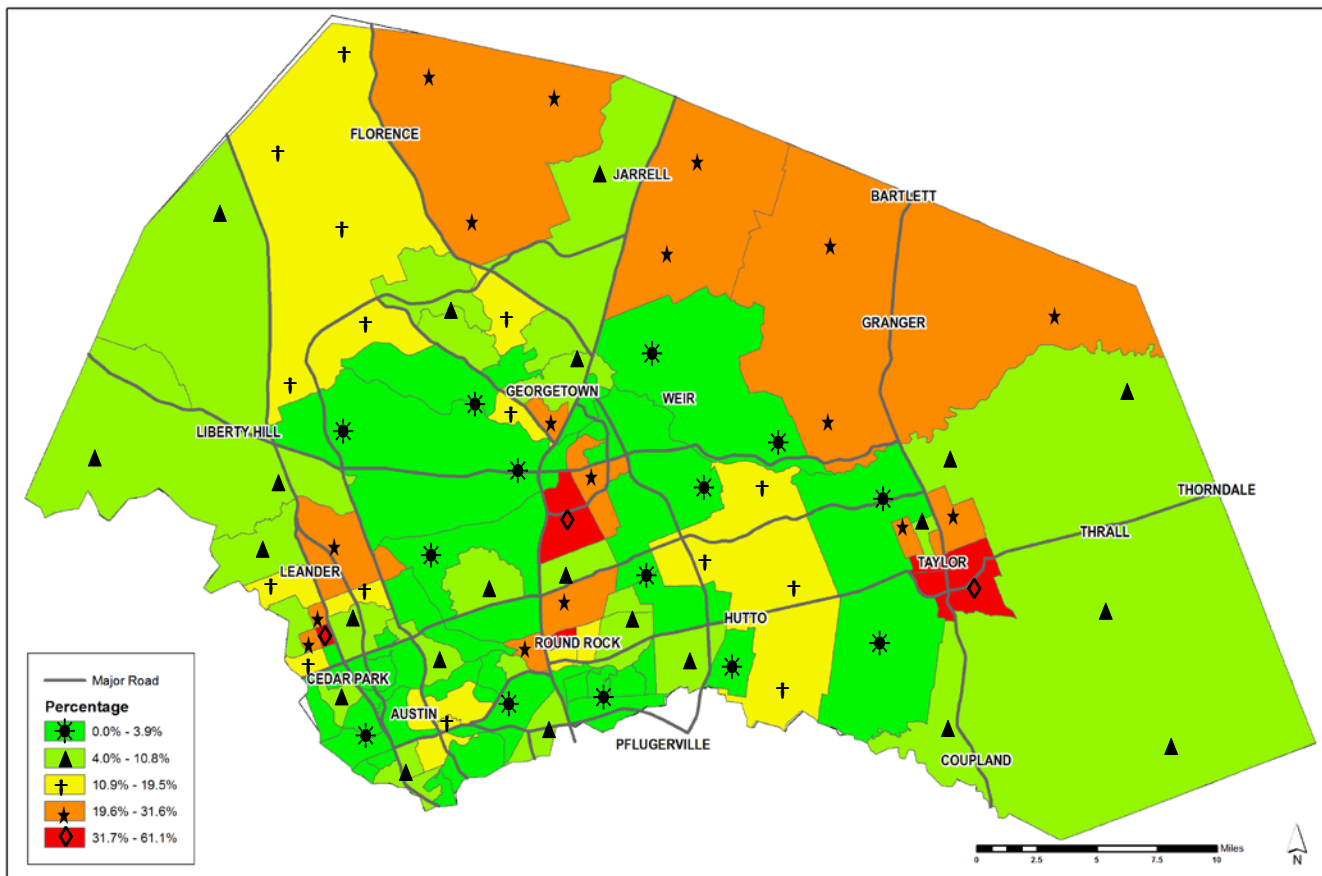 FLORENCE
JARRELL
BARTLETT
GRANGER
GEORGETOWN
WEIR
LIBERTY HILL
THORNDALE
THRALL
TAYLOR
LEANDER
HUTTO
ROUND ROCK
CEDAR PARK
AUSTIN
PFLUGERVILLE
COUPLAND
Major Road
Percentage
0.0% - 3.9%
4.0% - 10.8%
10.9% - 19.5%
19.6% - 31.6%
31.7% - 61.1%
Miles
0 2.5 5 7.5 10
N